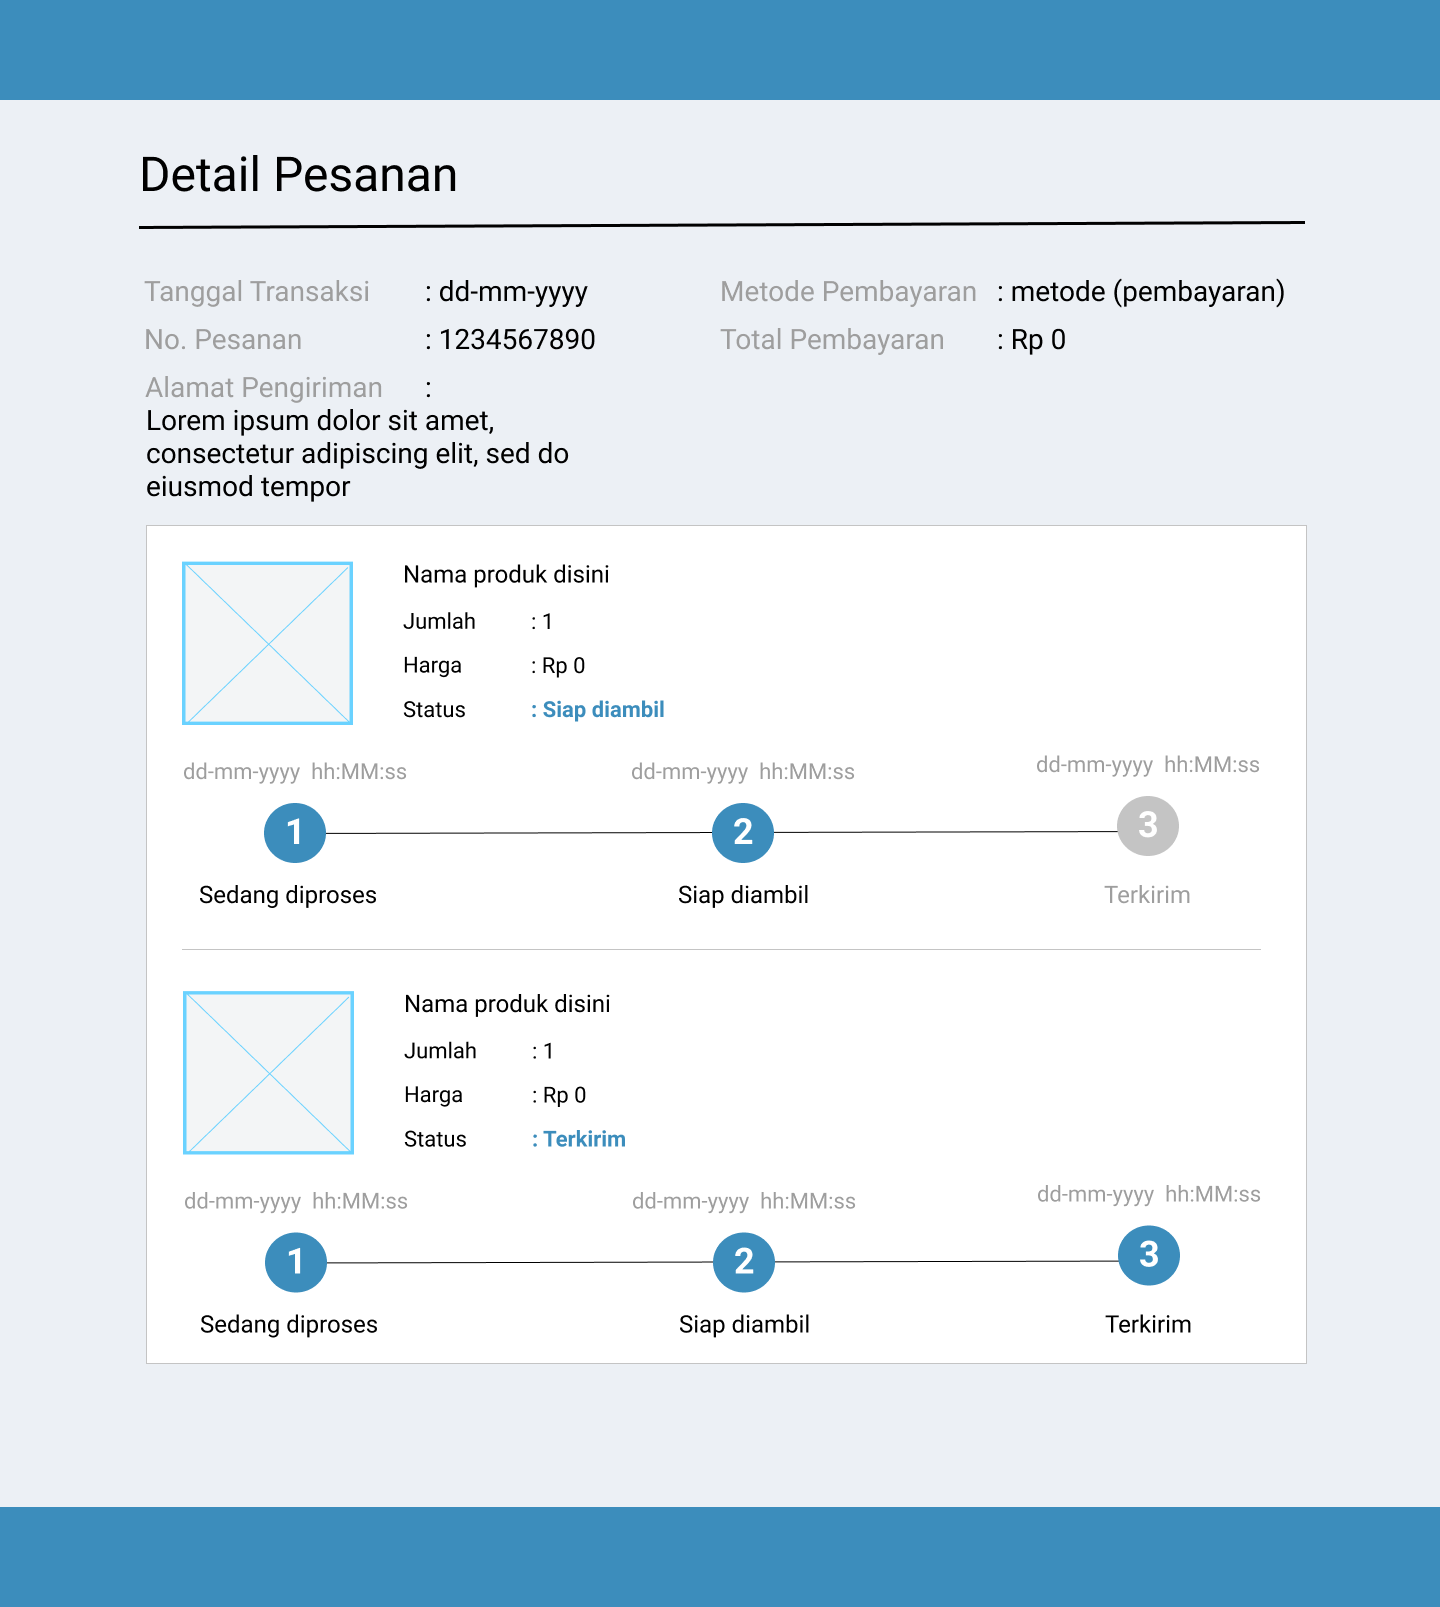 Detail Pesanan
Tanggal Transaksi : dd-mm-yyyy Metode Pembayaran : metode (pembayaran)
No. Pesanan : 1234567890 Total Pembayaran : Rp 0
Alamat Pengiriman :
Lorem ipsum dolor sit amet,
consectetur adipiscing elit, sed do
eiusmod tempor
Nama produk disini
Jumlah : 1
Harga : Rp 0
Status : Siap diambil
dd-mm-yyyy hh:MM:ss dd-mm-yyyy hh:MM:ss dd-mm-yyyy hh:MM:ss
1 2 3
Sedang diproses Siap diambil Terkirim
Nama produk disini
Jumlah : 1
Harga : Rp 0
Status : Terkirim
dd-mm-yyyy hh:MM:ss dd-mm-yyyy hh:MM:ss dd-mm-yyyy hh:MM:ss
1 2 3
Sedang diproses Siap diambil Terkirim